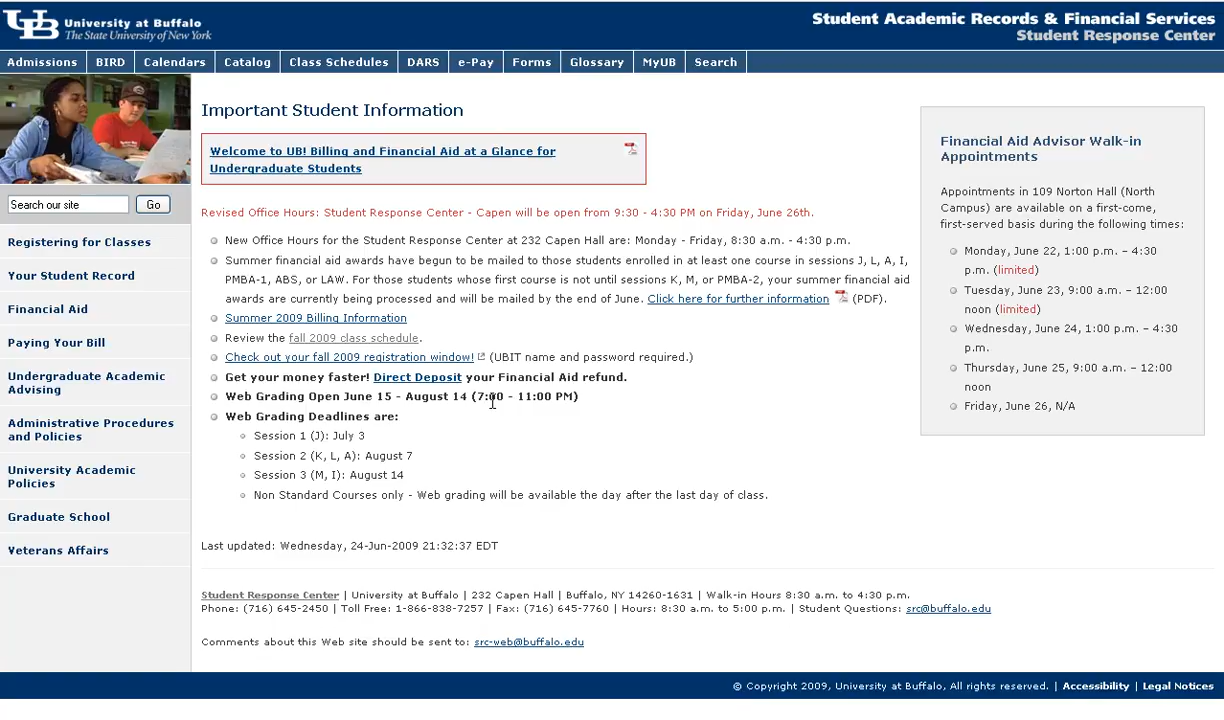 University at Buffalo
The State University of New York
Student Academic Records & Financial Services
Student Response Center
Admissions BIRD Calendars Catalog Class Schedules DARS e-Pay Forms Glossary MyUB Search
Search our site Go
Registering for Classes
Your Student Record
Financial Aid
Paying Your Bill
Undergraduate Academic
Advising
Administrative Procedures
and Policies
University Academic
Policies
Graduate School
Veterans Affairs
Important Student Information
Welcome to UB! Billing and Financial Aid at a Glance for
Undergraduate Students
Revised Office Hours: Student Response Center - Capen will be open from 9:30 - 4:30 PM on Friday, June 26th.
New Office Hours for the Student Response Center at 232 Capen Hall are: Monday - Friday, 8:30 a.m. - 4:30 p.m.
Summer financial aid awards have begun to be mailed to those students enrolled in at least one course in sessions J, L, A, I,
PMBA-1, ABS, or LAW. For those students whose first course is not until sessions K, M, or PMBA-2, your summer financial aid
awards are currently being processed and will be mailed by the end of June. Click here for further information (PDF).
Summer 2009 Billing Information
Review the fall 2009 class schedule.
Check out your fall 2009 registration window! (UBIT name and password required.)
Get your money faster! Direct Deposit your Financial Aid refund.
Web Grading Open June 15 - August 14 (7:00 - 11:00 PM)
Web Grading Deadlines are:
Session 1 (J): July 3
Session 2 (K, L, A): August 7
Session 3 (M, I): August 14
Non Standard Courses only - Web grading will be available the day after the last day of class.
Last updated: Wednesday, 24-Jun-2009 21:32:37 EDT
Financial Aid Advisor Walk-in
Appointments
Appointments in 109 Norton Hall (North
Campus) are available on a first-come,
first-served basis during the following times:
Monday, June 22, 1:00 p.m. – 4:30
p.m. (limited)
Tuesday, June 23, 9:00 a.m. – 12:00
noon (limited)
Wednesday, June 24, 1:00 p.m. – 4:30
p.m.
Thursday, June 25, 9:00 a.m. – 12:00
noon
Friday, June 26, N/A
Student Response Center | University at Buffalo | 232 Capen Hall | Buffalo, NY 14260-1631 | Walk-in Hours 8:30 a.m. to 4:30 p.m.
Phone: (716) 645-2450 | Toll Free: 1-866-838-7257 | Fax: (716) 645-7760 | Hours: 8:30 a.m. to 5:00 p.m. | Student Questions: src@buffalo.edu
Comments about this Web site should be sent to: src-web@buffalo.edu
© Copyright 2009, University at Buffalo, All rights reserved. | Accessibility | Legal Notices